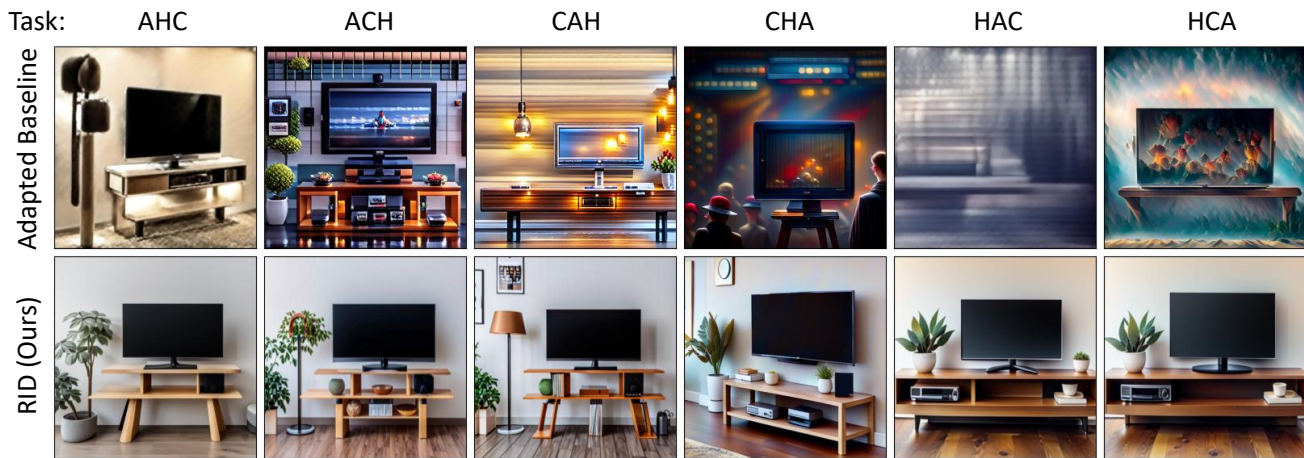 Task: AHC ACH CAH CHA HAC HCA
Adapted Baseline
RID (Ours)